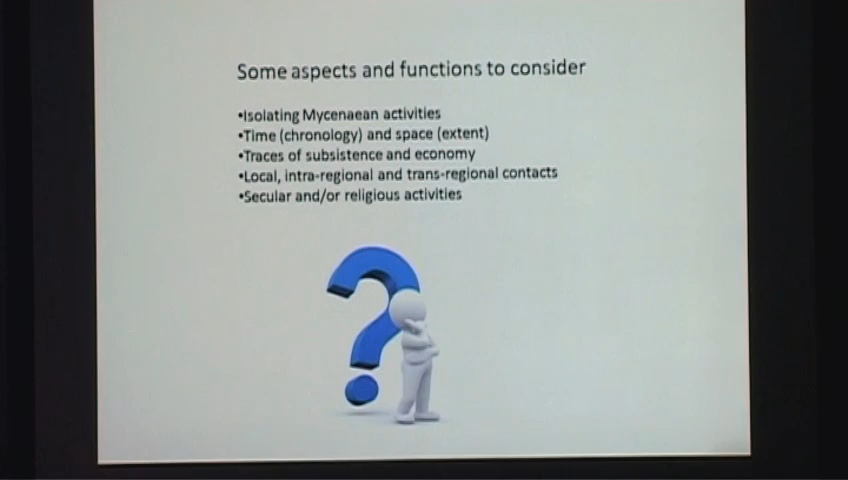 Some aspects and functions to consider
•Isolating Mycenaean activities
•Time (chronology) and space (extent)
•Traces of subsistence and economy
•Local, intra-regional and trans-regional contacts
•Secular and/or religious activities